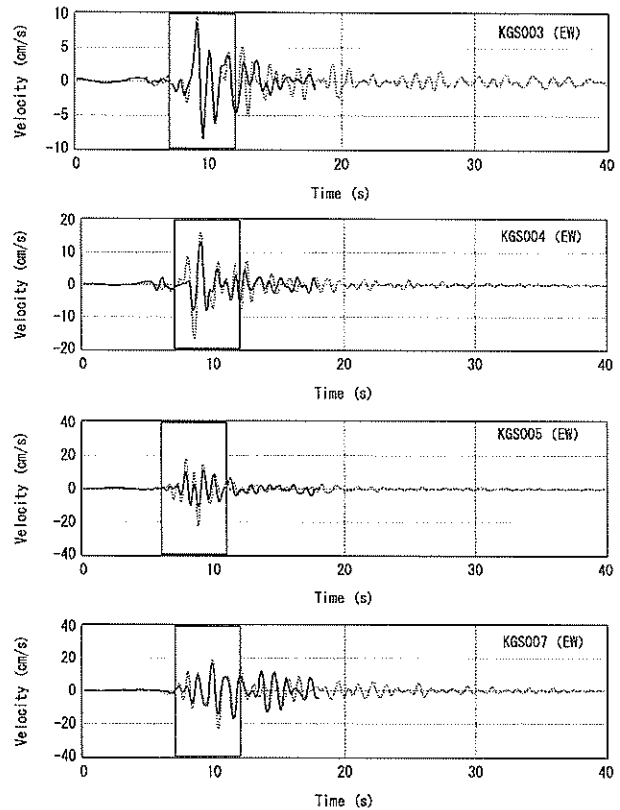 KGS003 (EW)
Velocity (cm/s)
10
5
0
-5
-10
0 10 20 30 40
Time (s)
KGS004 (EW)
Velocity (cm/s)
20
10
0
-10
-20
0 10 20 30 40
Time (s)
KGS005 (EW)
Velocity (cm/s)
40
20
0
-20
-40
0 10 20 30 40
Time (s)
KGS007 (EW)
Velocity (cm/s)
40
20
0
-20
-40
0 10 20 30 40
Time (s)